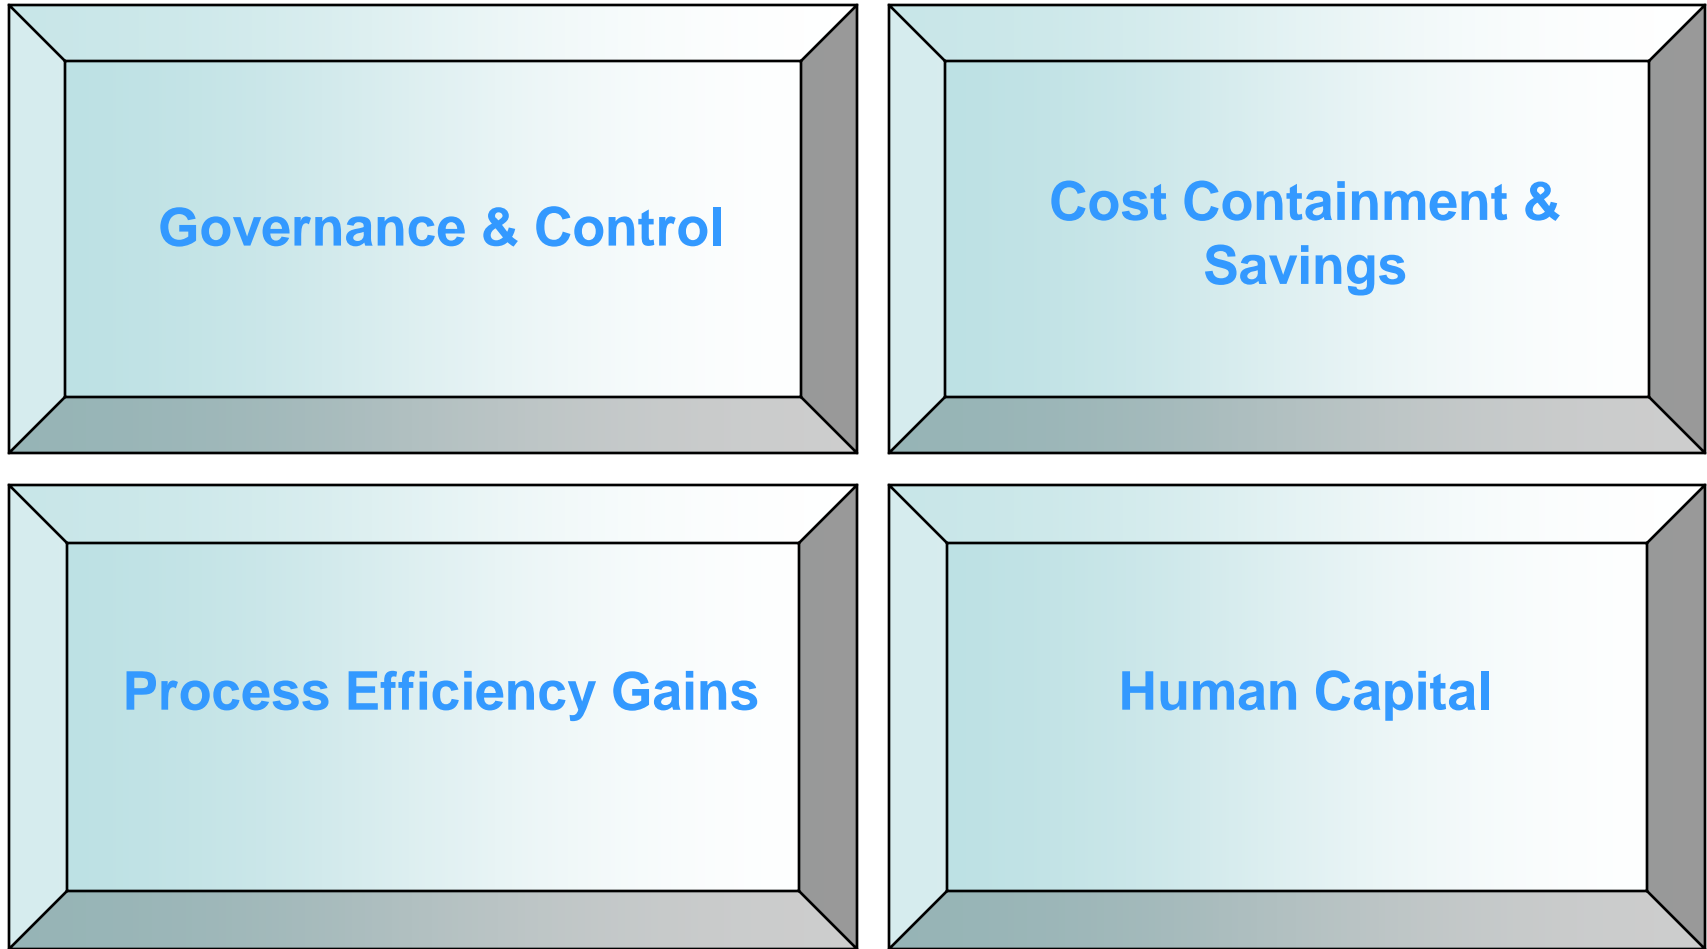 Governance & Control
Cost Containment &
Savings
Process Efficiency Gains
Human Capital